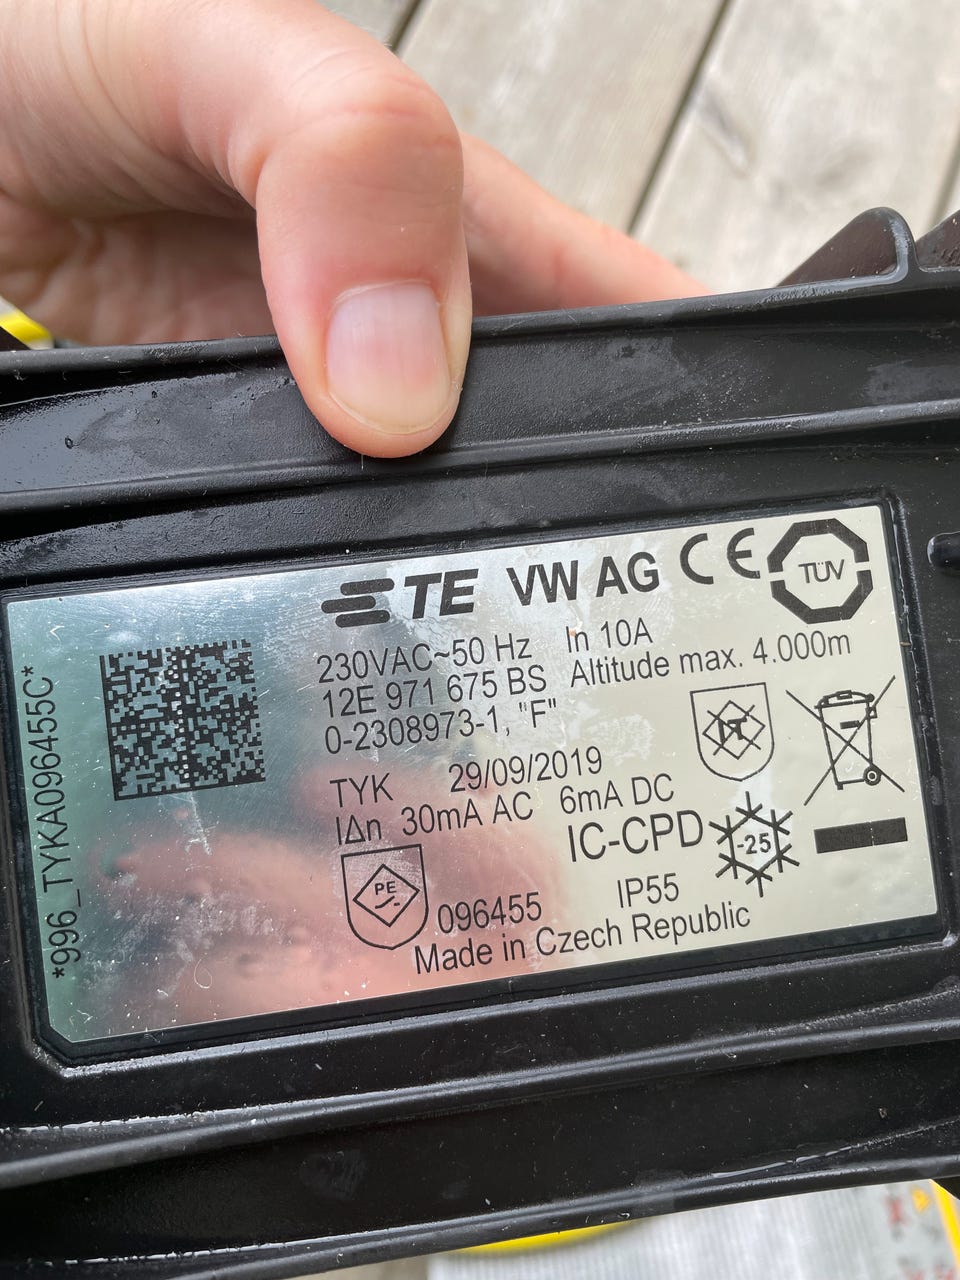 TE VW AG CE TÜV
230VAC~50 Hz In 10A
12E 971 675 BS Altitude max. 4.000m
0-2308973-1, "F"
TYK 29/09/2019
IΔn 30mA AC 6mA DC
IC-CPD -25
PE 096455 IP55
Made in Czech Republic
*996_TYKA096455C*